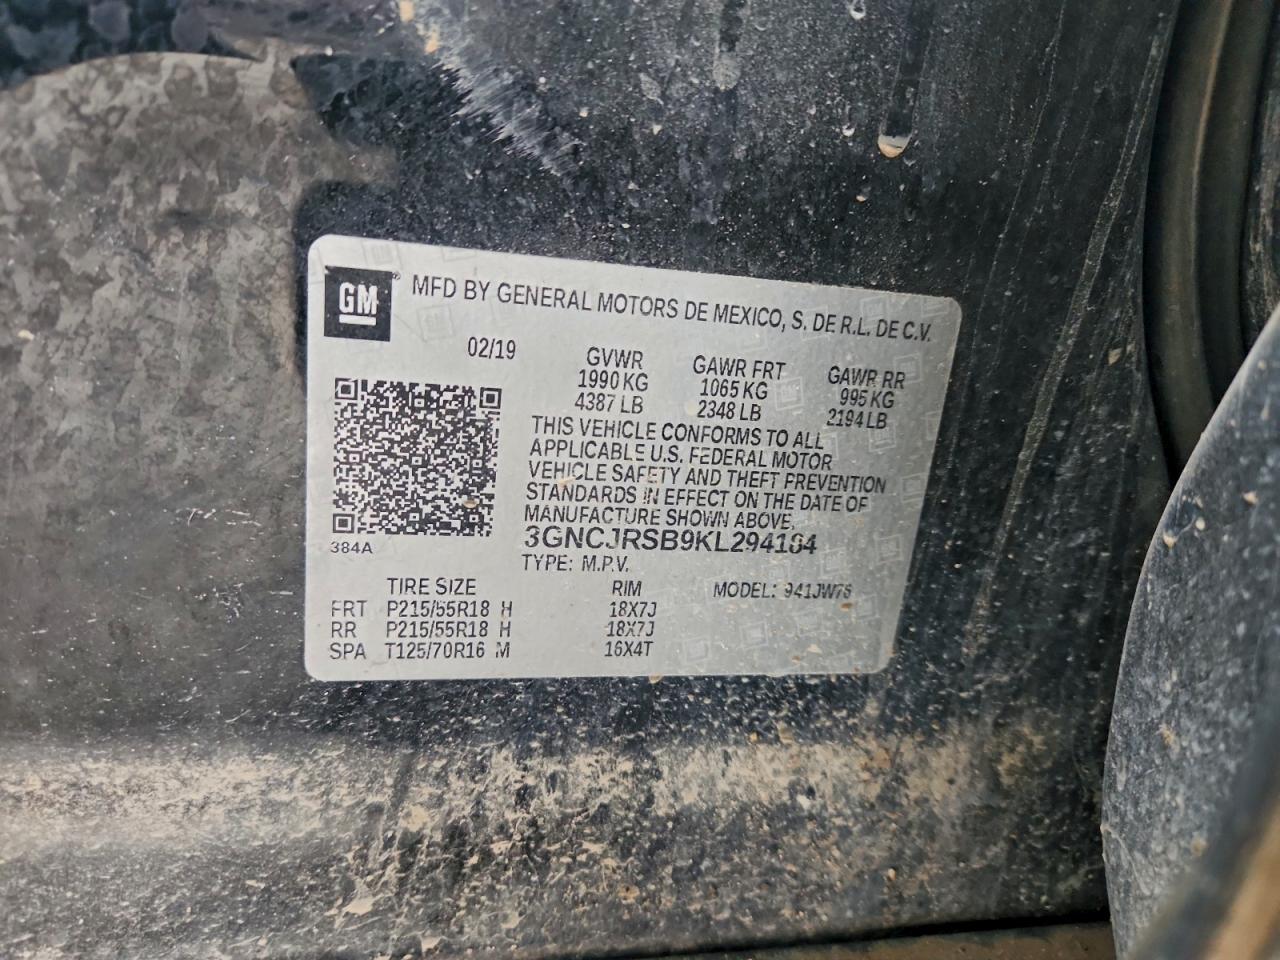 GM
MFD BY GENERAL MOTORS DE MEXICO, S. DE R.L. DE C.V.
02/19 GVWR GAWR FRT GAWR RR
1990 KG 1065 KG 995 KG
4387 LB 2348 LB 2194 LB
THIS VEHICLE CONFORMS TO ALL
APPLICABLE U.S. FEDERAL MOTOR
VEHICLE SAFETY AND THEFT PREVENTION
STANDARDS IN EFFECT ON THE DATE OF
MANUFACTURE SHOWN ABOVE.
3GNCJRSB9KL294184
384A
TYPE: M.P.V.
TIRE SIZE RIM MODEL: 941JW76
FRT P215/55R18 H 18X7J
RR P215/55R18 H 18X7J
SPA T125/70R16 M 16X4T